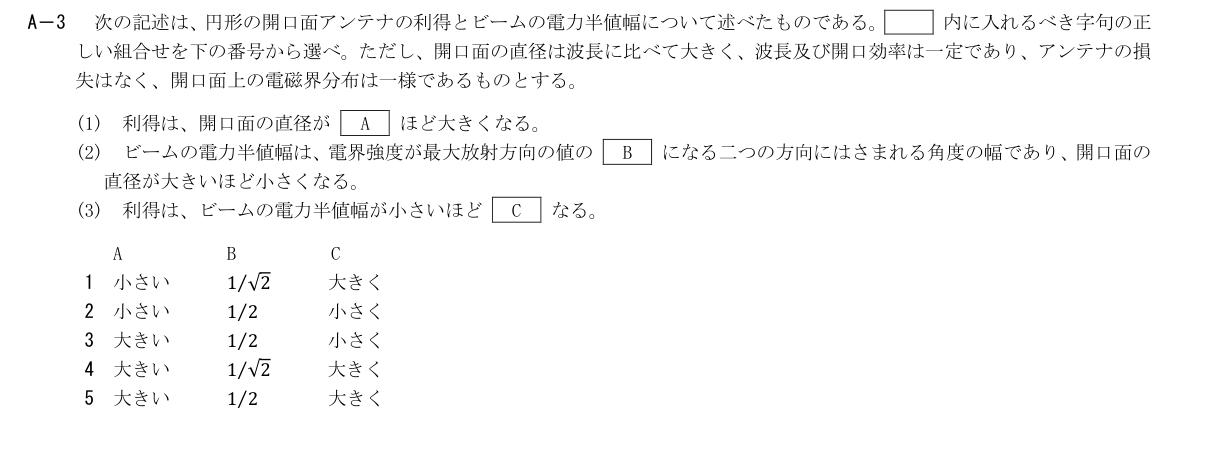 A－3　次の記述は、円形の開口面アンテナの利得とビームの電力半値幅について述べたものである。□内に入れるべき字句の正
しい組合せを下の番号から選べ。ただし、開口面の直径は波長に比べて大きく、波長及び開口効率は一定であり、アンテナの損
失はなく、開口面上の電磁界分布は一様であるものとする。
(1)　利得は、開口面の直径が A ほど大きくなる。
(2)　ビームの電力半値幅は、電界強度が最大放射方向の値の B になる二つの方向にはさまれる角度の幅であり、開口面の
直径が大きいほど小さくなる。
(3)　利得は、ビームの電力半値幅が小さいほど C なる。
A　B　C
1　小さい　1/√2　大きく
2　小さい　1/2　小さく
3　大きい　1/2　小さく
4　大きい　1/√2　大きく
5　大きい　1/2　大きく